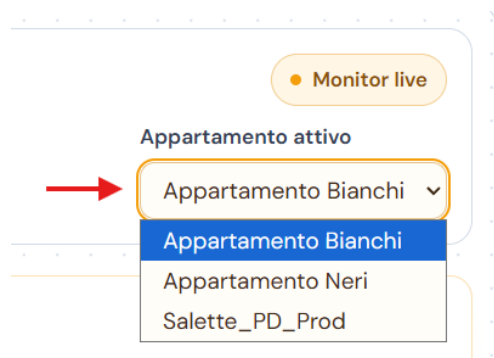 Monitor live
Appartamento attivo
Appartamento Bianchi
Appartamento Bianchi
Appartamento Neri
Salette_PD_Prod